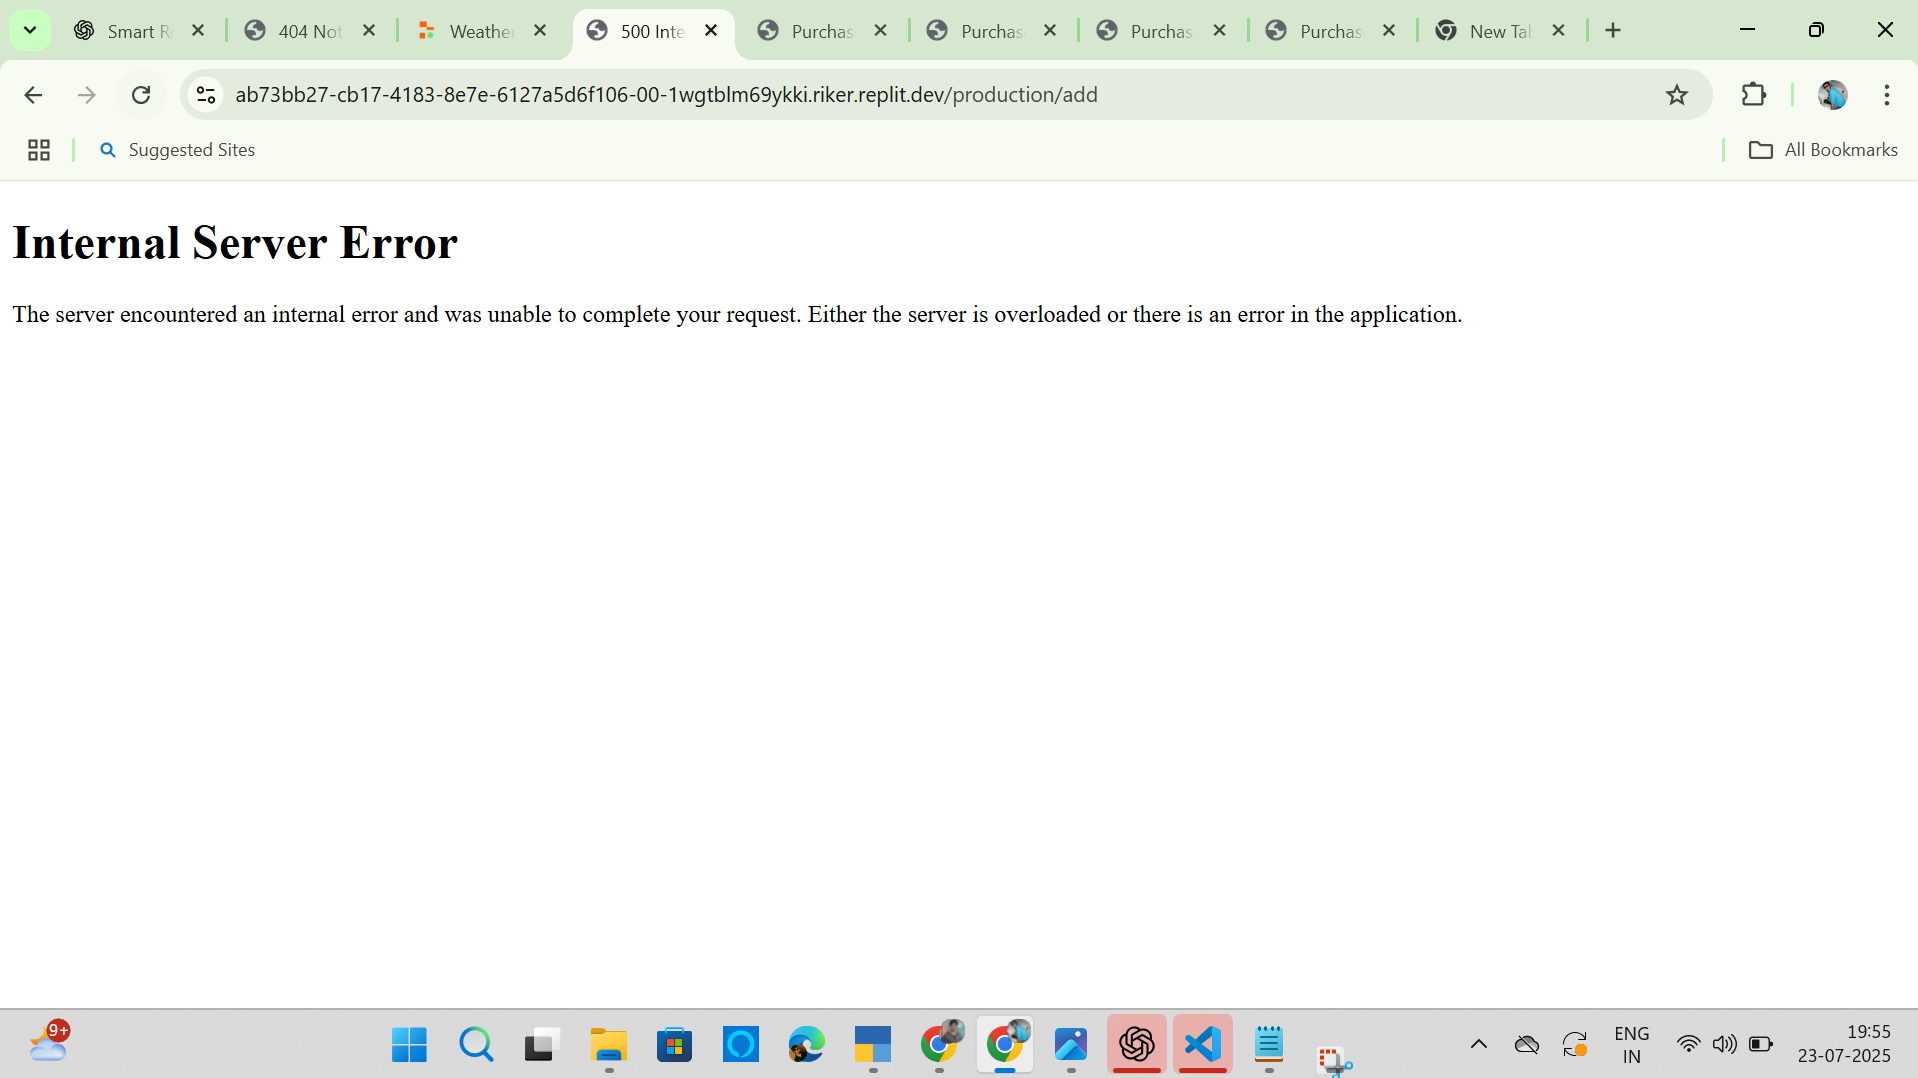 Smart R
404 Not
Weather
500 Inte
Purchas
Purchas
Purchas
Purchas
New Tab
ab73bb27-cb17-4183-8e7e-6127a5d6f106-00-1wgtblm69ykki.riker.replit.dev/production/add
Suggested Sites
All Bookmarks
Internal Server Error
The server encountered an internal error and was unable to complete your request. Either the server is overloaded or there is an error in the application.
9+
ENG
IN
19:55
23-07-2025